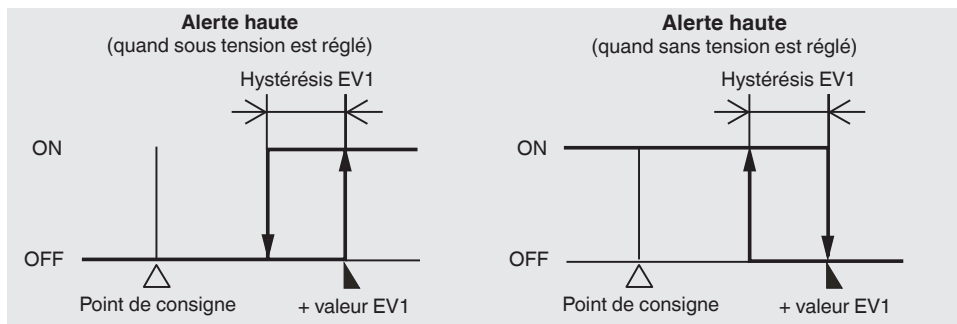 Alerte haute
(quand sous tension est réglé)
Hystérésis EV1
ON
OFF
Point de consigne
+ valeur EV1
Alerte haute
(quand sans tension est réglé)
Hystérésis EV1
ON
OFF
Point de consigne
+ valeur EV1